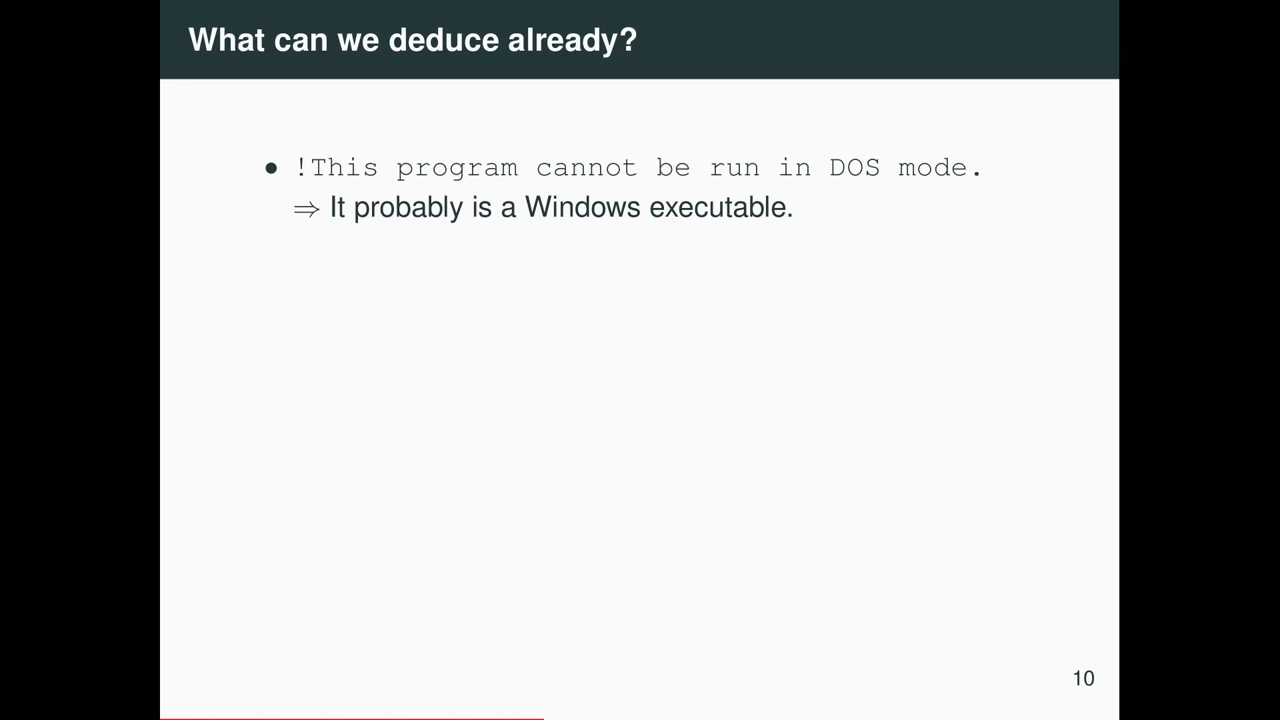 What can we deduce already?
• !This program cannot be run in DOS mode.
⇒ It probably is a Windows executable.
10